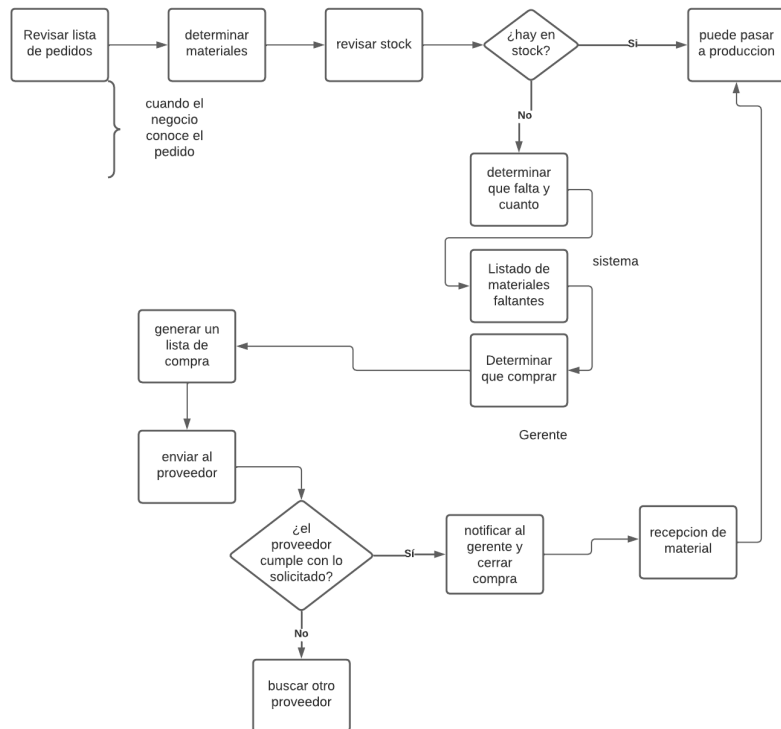 Revisar lista
de pedidos
determinar
materiales
revisar stock
¿hay en
stock?
Si
puede pasar
a produccion
cuando el
negocio
conoce el
pedido
No
determinar
que falta y
cuanto
sistema
Listado de
materiales
faltantes
generar un
lista de
compra
Determinar
que comprar
Gerente
enviar al
proveedor
¿el
proveedor
cumple con lo
solicitado?
Sí
notificar al
gerente y
cerrar
compra
recepcion de
material
No
buscar otro
proveedor